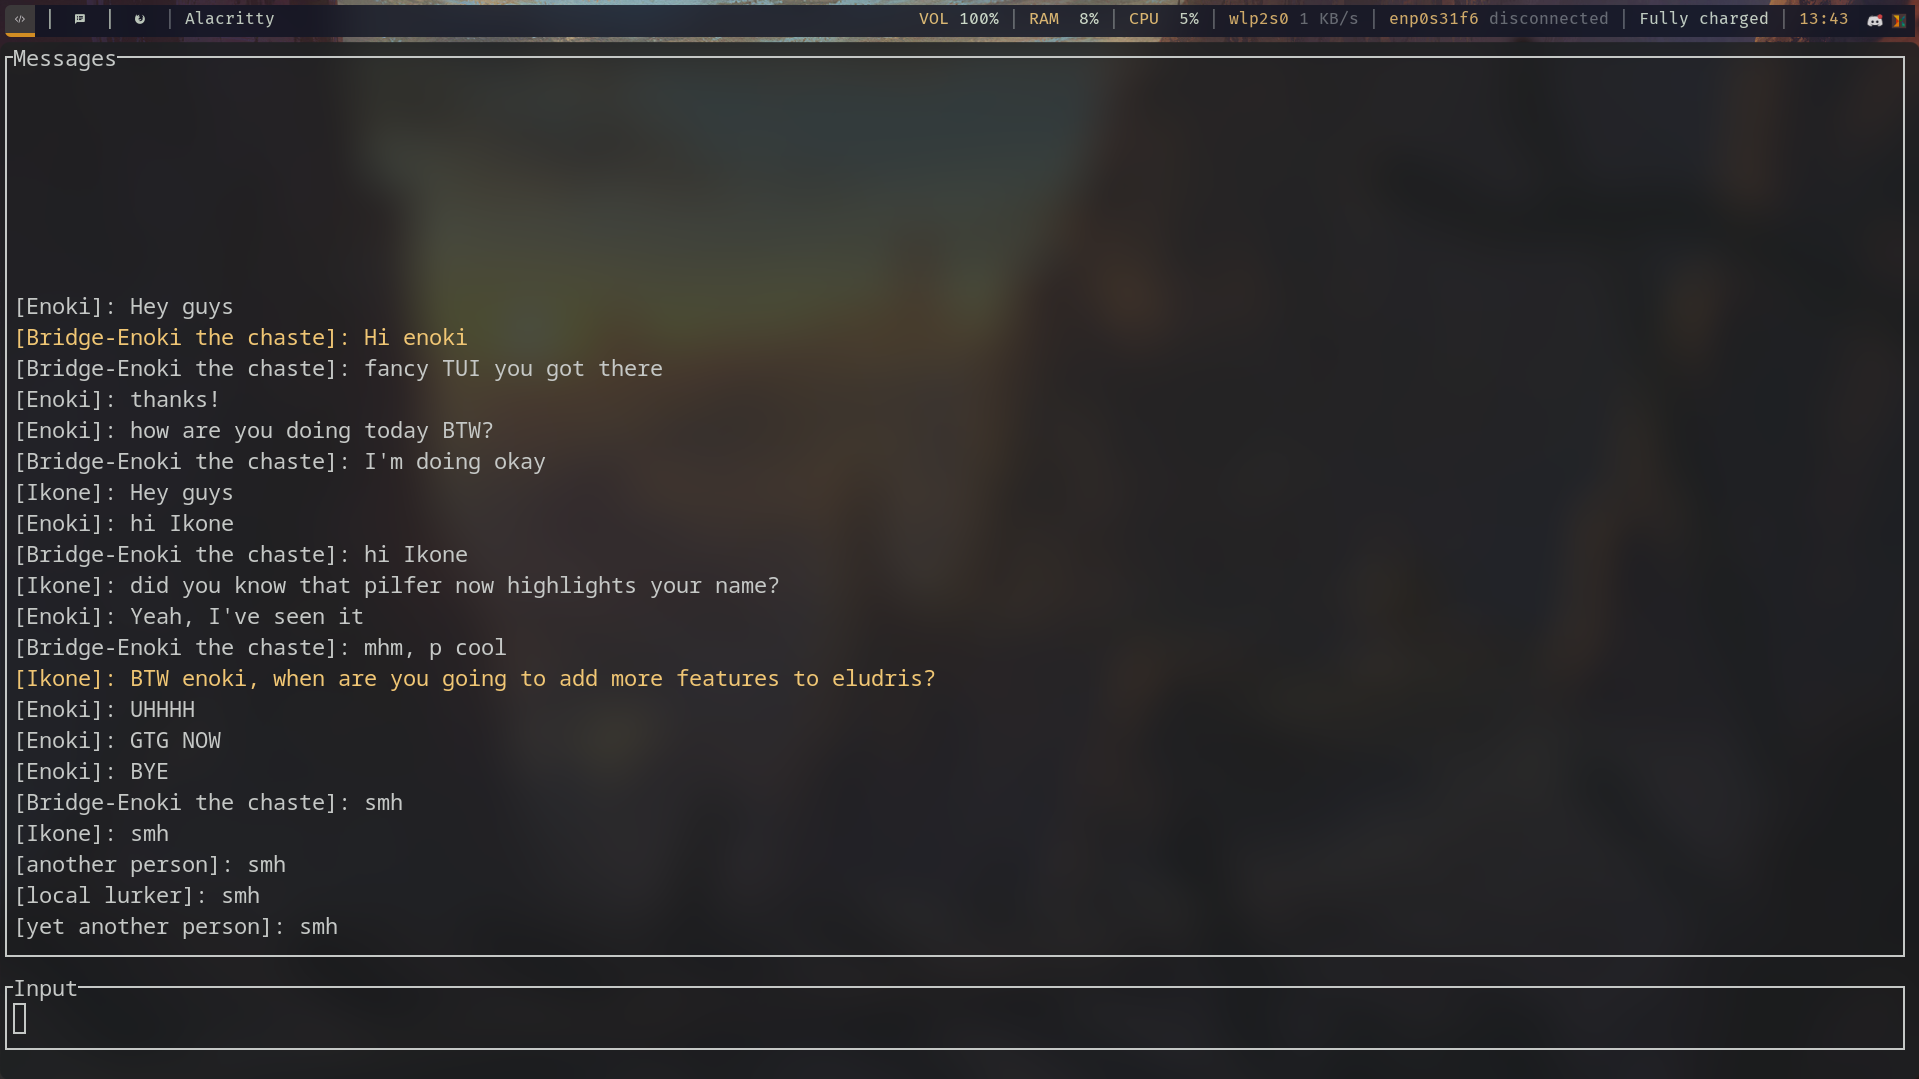 </> | | | Alacritty VOL 100% | RAM 8% | CPU 5% | wlp2s0 1 KB/s | enp0s31f6 disconnected | Fully charged | 13:43
Messages
[Enoki]: Hey guys
[Bridge-Enoki the chaste]: Hi enoki
[Bridge-Enoki the chaste]: fancy TUI you got there
[Enoki]: thanks!
[Enoki]: how are you doing today BTW?
[Bridge-Enoki the chaste]: I'm doing okay
[Ikone]: Hey guys
[Enoki]: hi Ikone
[Bridge-Enoki the chaste]: hi Ikone
[Ikone]: did you know that pilfer now highlights your name?
[Enoki]: Yeah, I've seen it
[Bridge-Enoki the chaste]: mhm, p cool
[Ikone]: BTW enoki, when are you going to add more features to eludris?
[Enoki]: UHHHH
[Enoki]: GTG NOW
[Enoki]: BYE
[Bridge-Enoki the chaste]: smh
[Ikone]: smh
[another person]: smh
[local lurker]: smh
[yet another person]: smh
Input